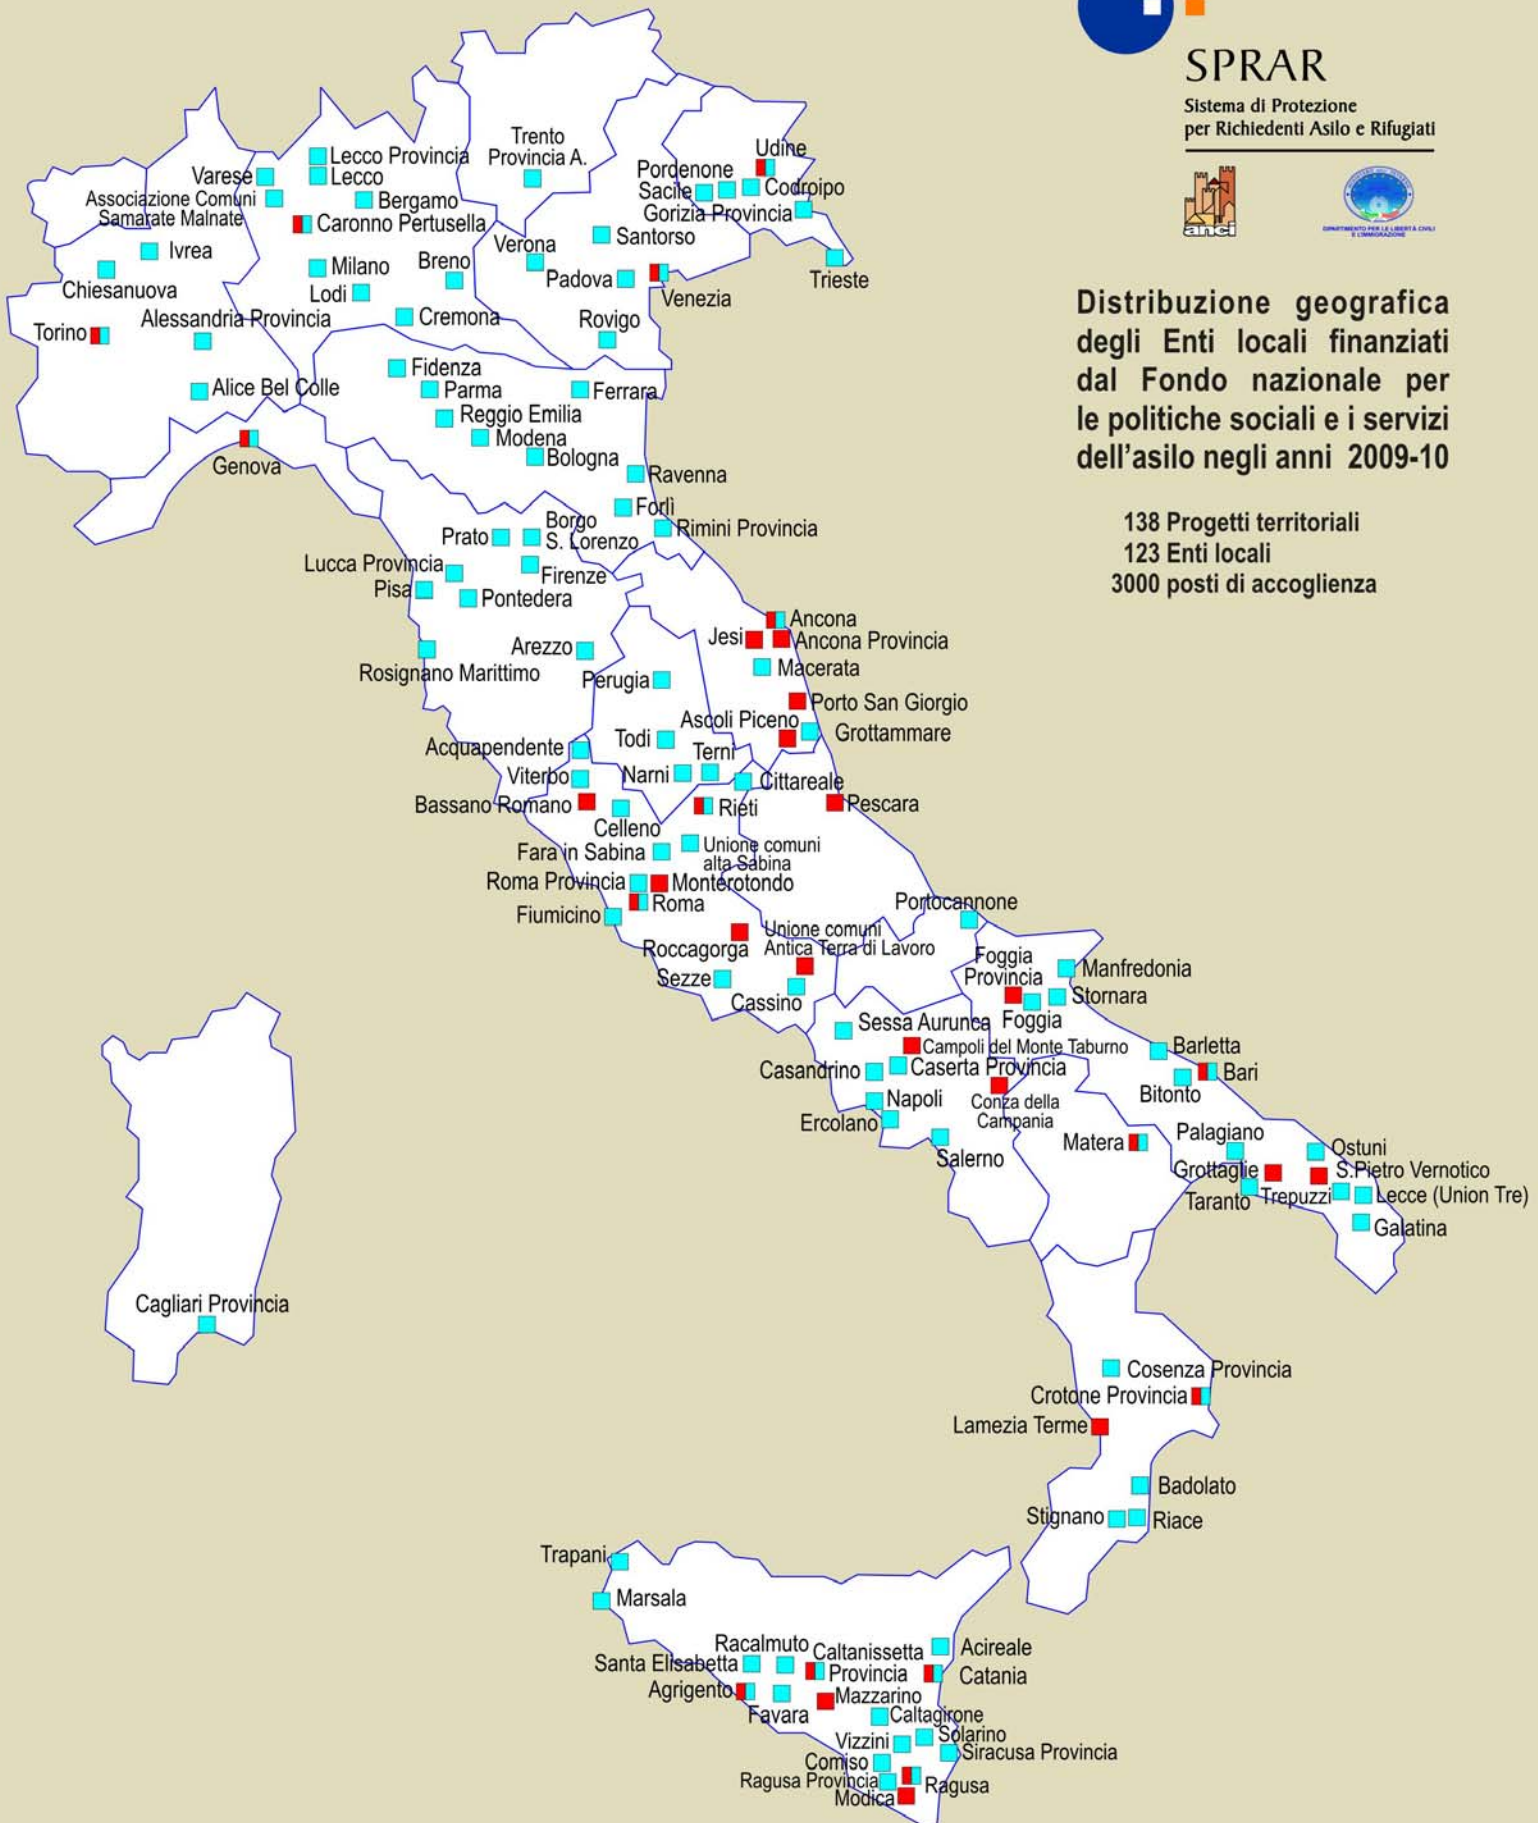 SPRAR
Sistema di Protezione
per Richiedenti Asilo e Rifugiati
anci
DIPARTIMENTO PER LE LIBERTÀ CIVILI
E L'IMMIGRAZIONE
Distribuzione geografica
degli Enti locali finanziati
dal Fondo nazionale per
le politiche sociali e i servizi
dell'asilo negli anni 2009-10
138 Progetti territoriali
123 Enti locali
3000 posti di accoglienza
Trento
Provincia A.
Udine
Pordenone
Sacile
Codroipo
Gorizia Provincia
Trieste
Lecco Provincia
Varese
Lecco
Associazione Comuni
Samarate Malnate
Bergamo
Caronno Pertusella
Ivrea
Milano
Breno
Chiesanuova
Lodi
Cremona
Santorso
Verona
Padova
Venezia
Rovigo
Torino
Alessandria Provincia
Alice Bel Colle
Genova
Fidenza
Parma
Ferrara
Reggio Emilia
Modena
Bologna
Ravenna
Forlì
Rimini Provincia
Prato
Borgo
S. Lorenzo
Lucca Provincia
Firenze
Pisa
Pontedera
Arezzo
Rosignano Marittimo
Ancona
Jesi
Ancona Provincia
Macerata
Perugia
Porto San Giorgio
Ascoli Piceno
Grottammare
Todi
Terni
Narni
Acquapendente
Viterbo
Cittareale
Bassano Romano
Rieti
Pescara
Celleno
Fara in Sabina
Unione comuni
alta Sabina
Roma Provincia
Monterotondo
Roma
Fiumicino
Roccagorga
Unione comuni
Antica Terra di Lavoro
Sezze
Cassino
Portocannone
Foggia
Provincia
Manfredonia
Stornara
Foggia
Sessa Aurunca
Campoli del Monte Taburno
Casandrino
Caserta Provincia
Napoli
Conza della
Campania
Ercolano
Salerno
Barletta
Bari
Bitonto
Matera
Palagiano
Ostuni
Grottaglie
S.Pietro Vernotico
Taranto
Trepuzzi
Lecce (Union Tre)
Galatina
Cagliari Provincia
Cosenza Provincia
Crotone Provincia
Lamezia Terme
Badolato
Stignano
Riace
Trapani
Marsala
Racalmuto
Caltanissetta
Provincia
Acireale
Santa Elisabetta
Catania
Agrigento
Favara
Mazzarino
Caltagirone
Vizzini
Solarino
Siracusa Provincia
Comiso
Ragusa Provincia
Ragusa
Modica